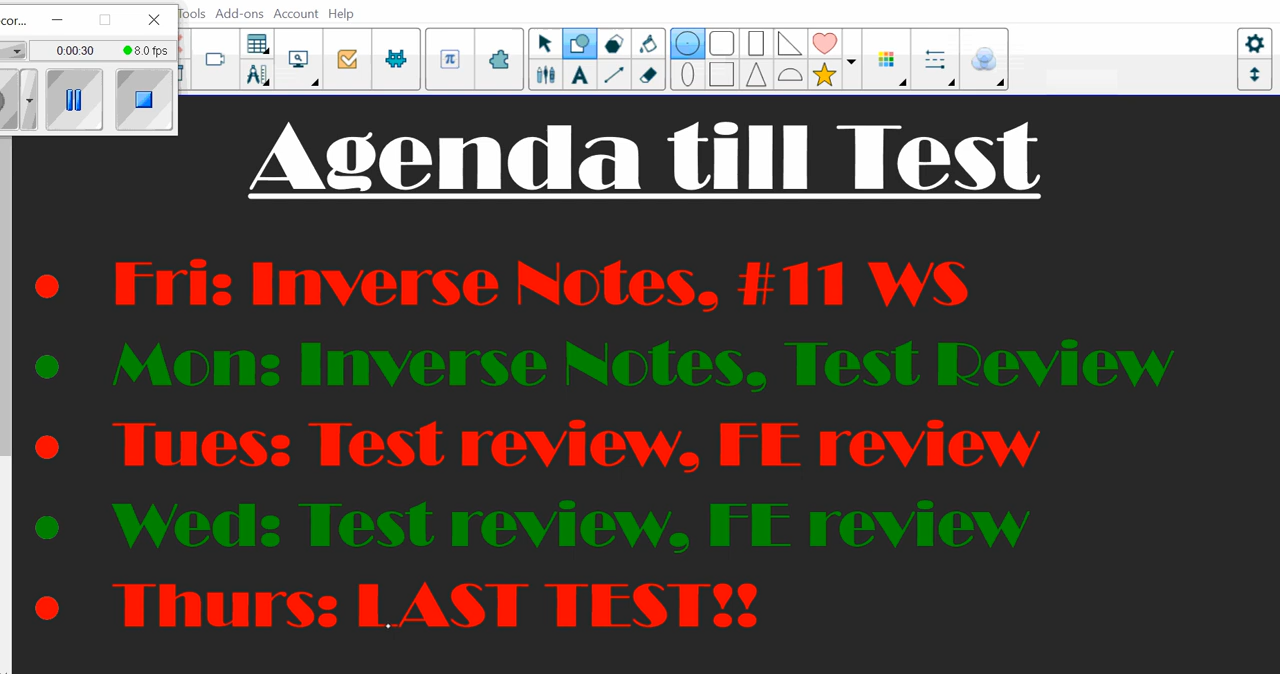 cor...
Tools Add-ons Account Help
0:00:30 8.0 fps
π
A
A
Agenda till Test
• Fri: Inverse Notes, #11 WS
• Mon: Inverse Notes, Test Review
• Tues: Test review, FE review
• Wed: Test review, FE review
• Thurs: LAST TEST!!